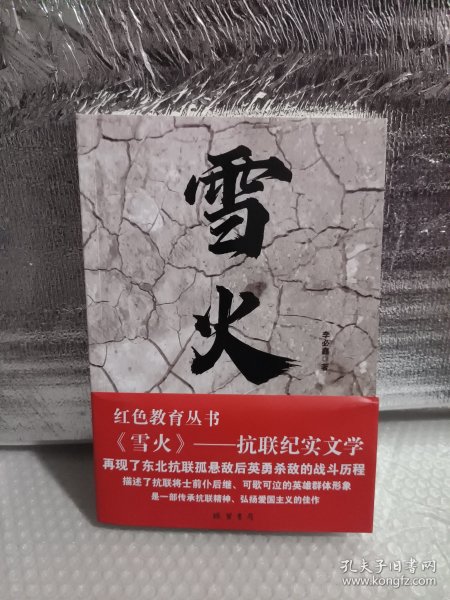 雪火
李必鑫 著
红色教育丛书
《雪火》——抗联纪实文学
再现了东北抗联孤悬敌后英勇杀敌的战斗历程
描述了抗联将士前仆后继、可歌可泣的英雄群体形象
是一部传承抗联精神、弘扬爱国主义的佳作
孔夫子旧书网
www.kongfz.com